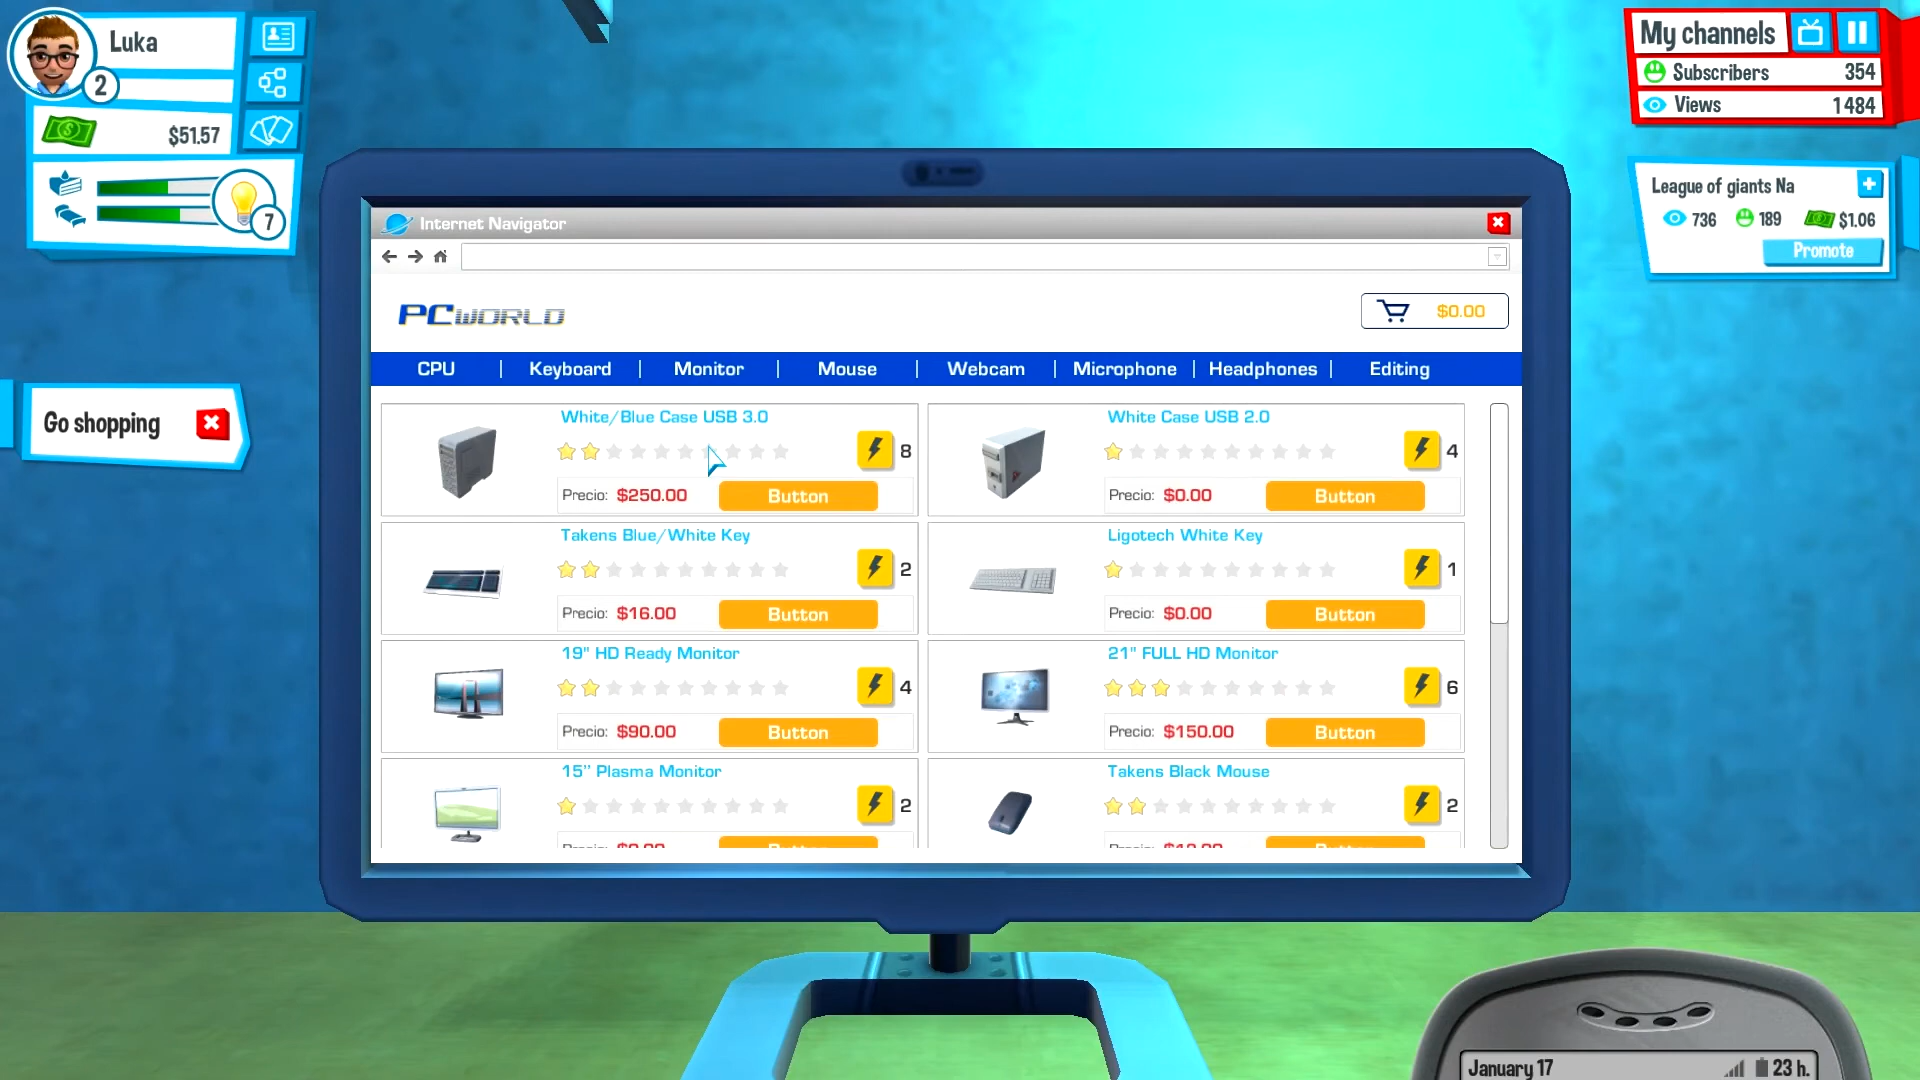 Luka
2
$51.57
7
My channels
Subscribers 354
Views 1 484
League of giants Na
736 189 $1.06
Promote
Go shopping
Internet Navigator
PC WORLD
$0.00
CPU | Keyboard | Monitor | Mouse | Webcam | Microphone | Headphones | Editing
White/Blue Case USB 3.0
8
Precio: $250.00 Button
White Case USB 2.0
4
Precio: $0.00 Button
Takens Blue/White Key
2
Precio: $16.00 Button
Ligotech White Key
1
Precio: $0.00 Button
19" HD Ready Monitor
4
Precio: $90.00 Button
21" FULL HD Monitor
6
Precio: $150.00 Button
15" Plasma Monitor
2
Takens Black Mouse
2
January 17 23 h.